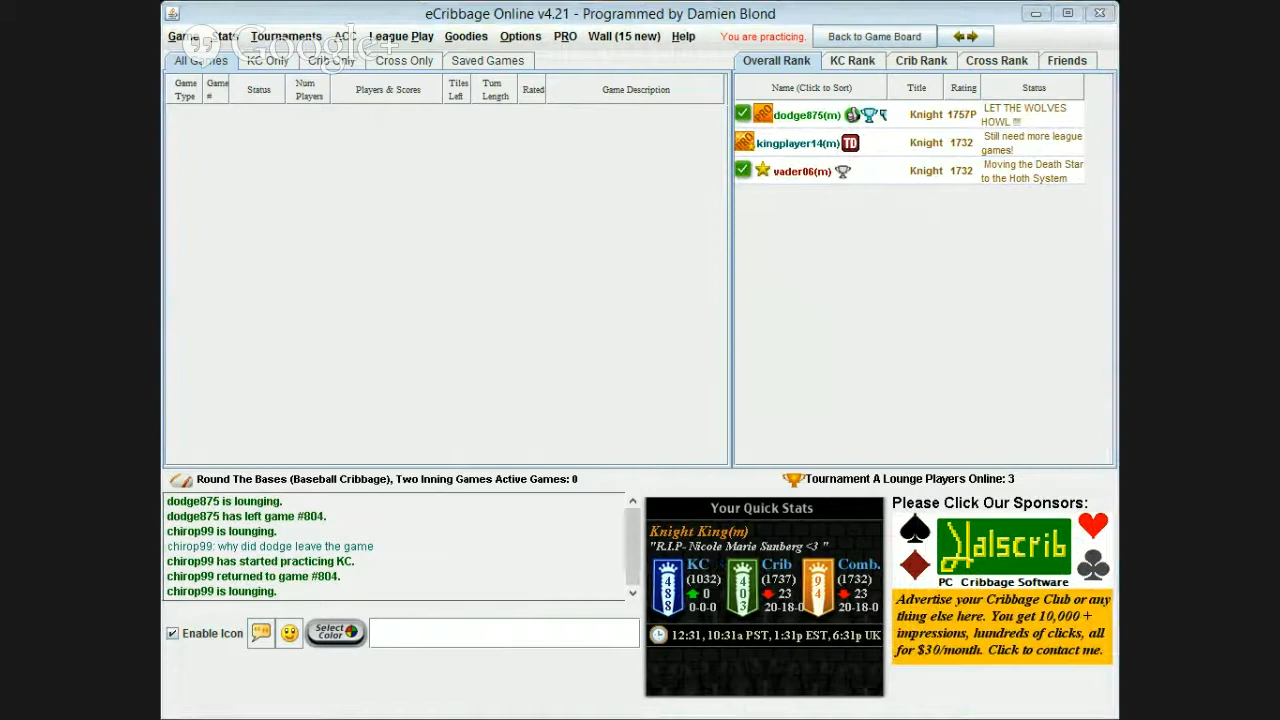 eCribbage Online v4.21 - Programmed by Damien Blond
Game Stats Tournaments ACC League Play Goodies Options PRO Wall (15 new) Help You are practicing. Back to Game Board
Google+
All Games KC Only Crib Only Cross Only Saved Games
Overall Rank KC Rank Crib Rank Cross Rank Friends
Game Type Game # Status Num Players Players & Scores Tiles Left Turn Length Rated Game Description
Name (Click to Sort) Title Rating Status
PRO dodge875(m) Knight 1757P LET THE WOLVES HOWL !!!!
PRO kingplayer14(m) TD Knight 1732 Still need more league games!
vader06(m) Knight 1732 Moving the Death Star to the Hoth System
Round The Bases (Baseball Cribbage), Two Inning Games Active Games: 0
Tournament A Lounge Players Online: 3
dodge875 is lounging.
dodge875 has left game #804.
chirop99 is lounging.
chirop99: why did dodge leave the game
chirop99 has started practicing KC.
chirop99 returned to game #804.
chirop99 is lounging.
Enable Icon
Select Color
Your Quick Stats
Knight King(m)
"R.I.P- Nicole Marie Sunberg <3 "
KC Crib Comb.
488 (1032) 403 (1737) 94 (1732)
0 23 23
0-0-0 20-18-0 20-18-0
12:31, 10:31a PST, 1:31p EST, 6:31p UK
Please Click Our Sponsors:
Halscrib
PC Cribbage Software
Advertise your Cribbage Club or any
thing else here. You get 10,000 +
impressions, hundreds of clicks, all
for $30/month. Click to contact me.